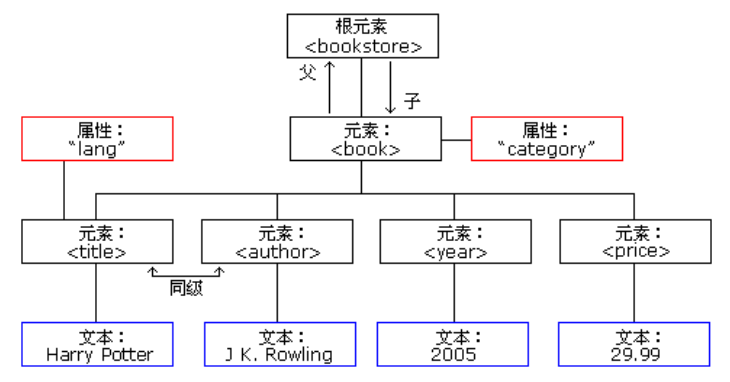 根元素
<bookstore>
父
子
属性：
“lang”
元素：
<book>
属性：
“category”
元素：
<title>
元素：
<author>
元素：
<year>
元素：
<price>
同级
文本：
Harry Potter
文本：
J K. Rowling
文本：
2005
文本：
29.99